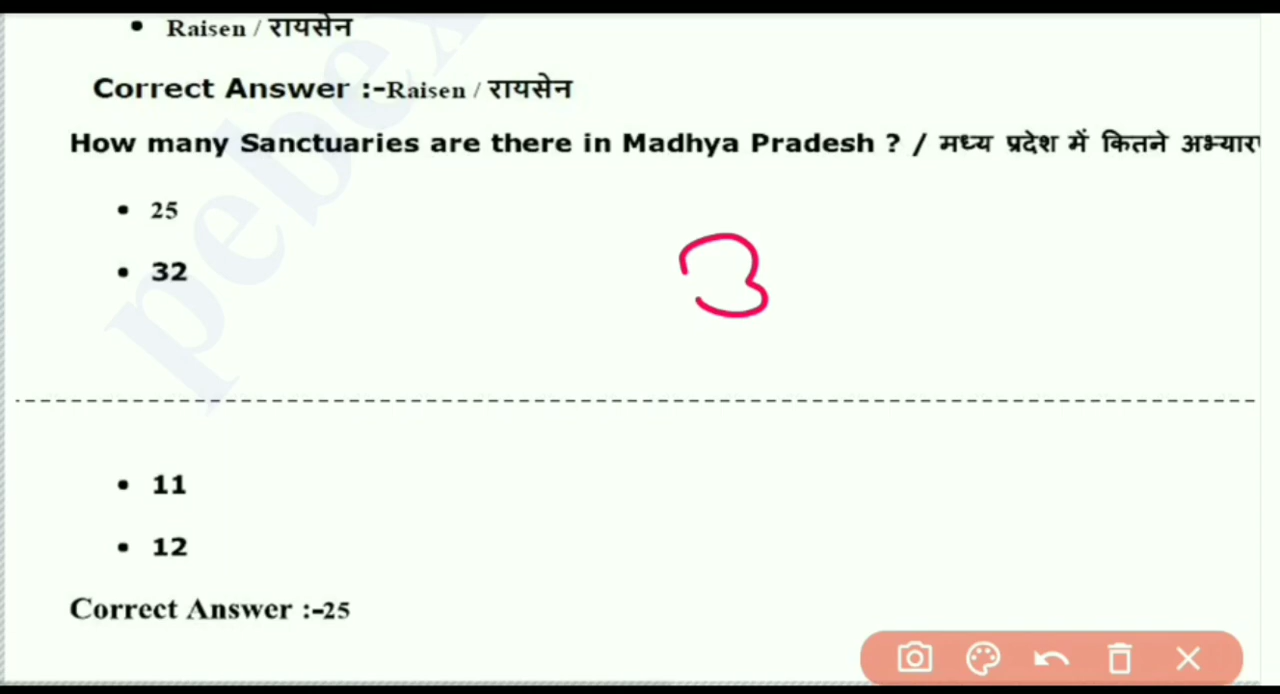 • Raisen / रायसेन
Correct Answer :-Raisen / रायसेन
How many Sanctuaries are there in Madhya Pradesh ? / मध्य प्रदेश में कितने
• 25
• 32
3
• 11
• 12
Correct Answer :-25